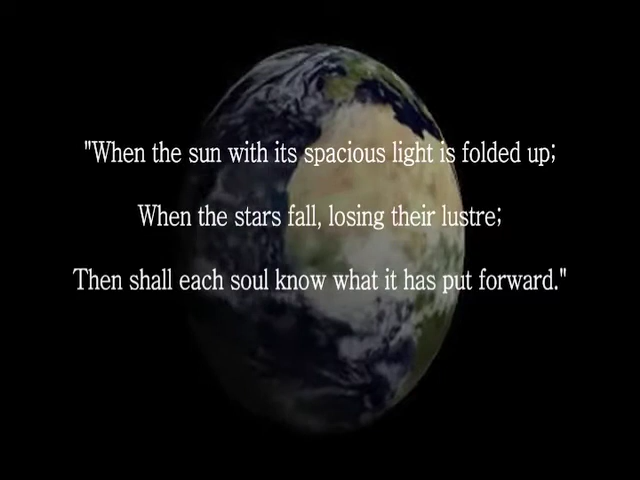 "When the sun with its spacious light is folded up;
When the stars fall, losing their lustre;
Then shall each soul know what it has put forward."